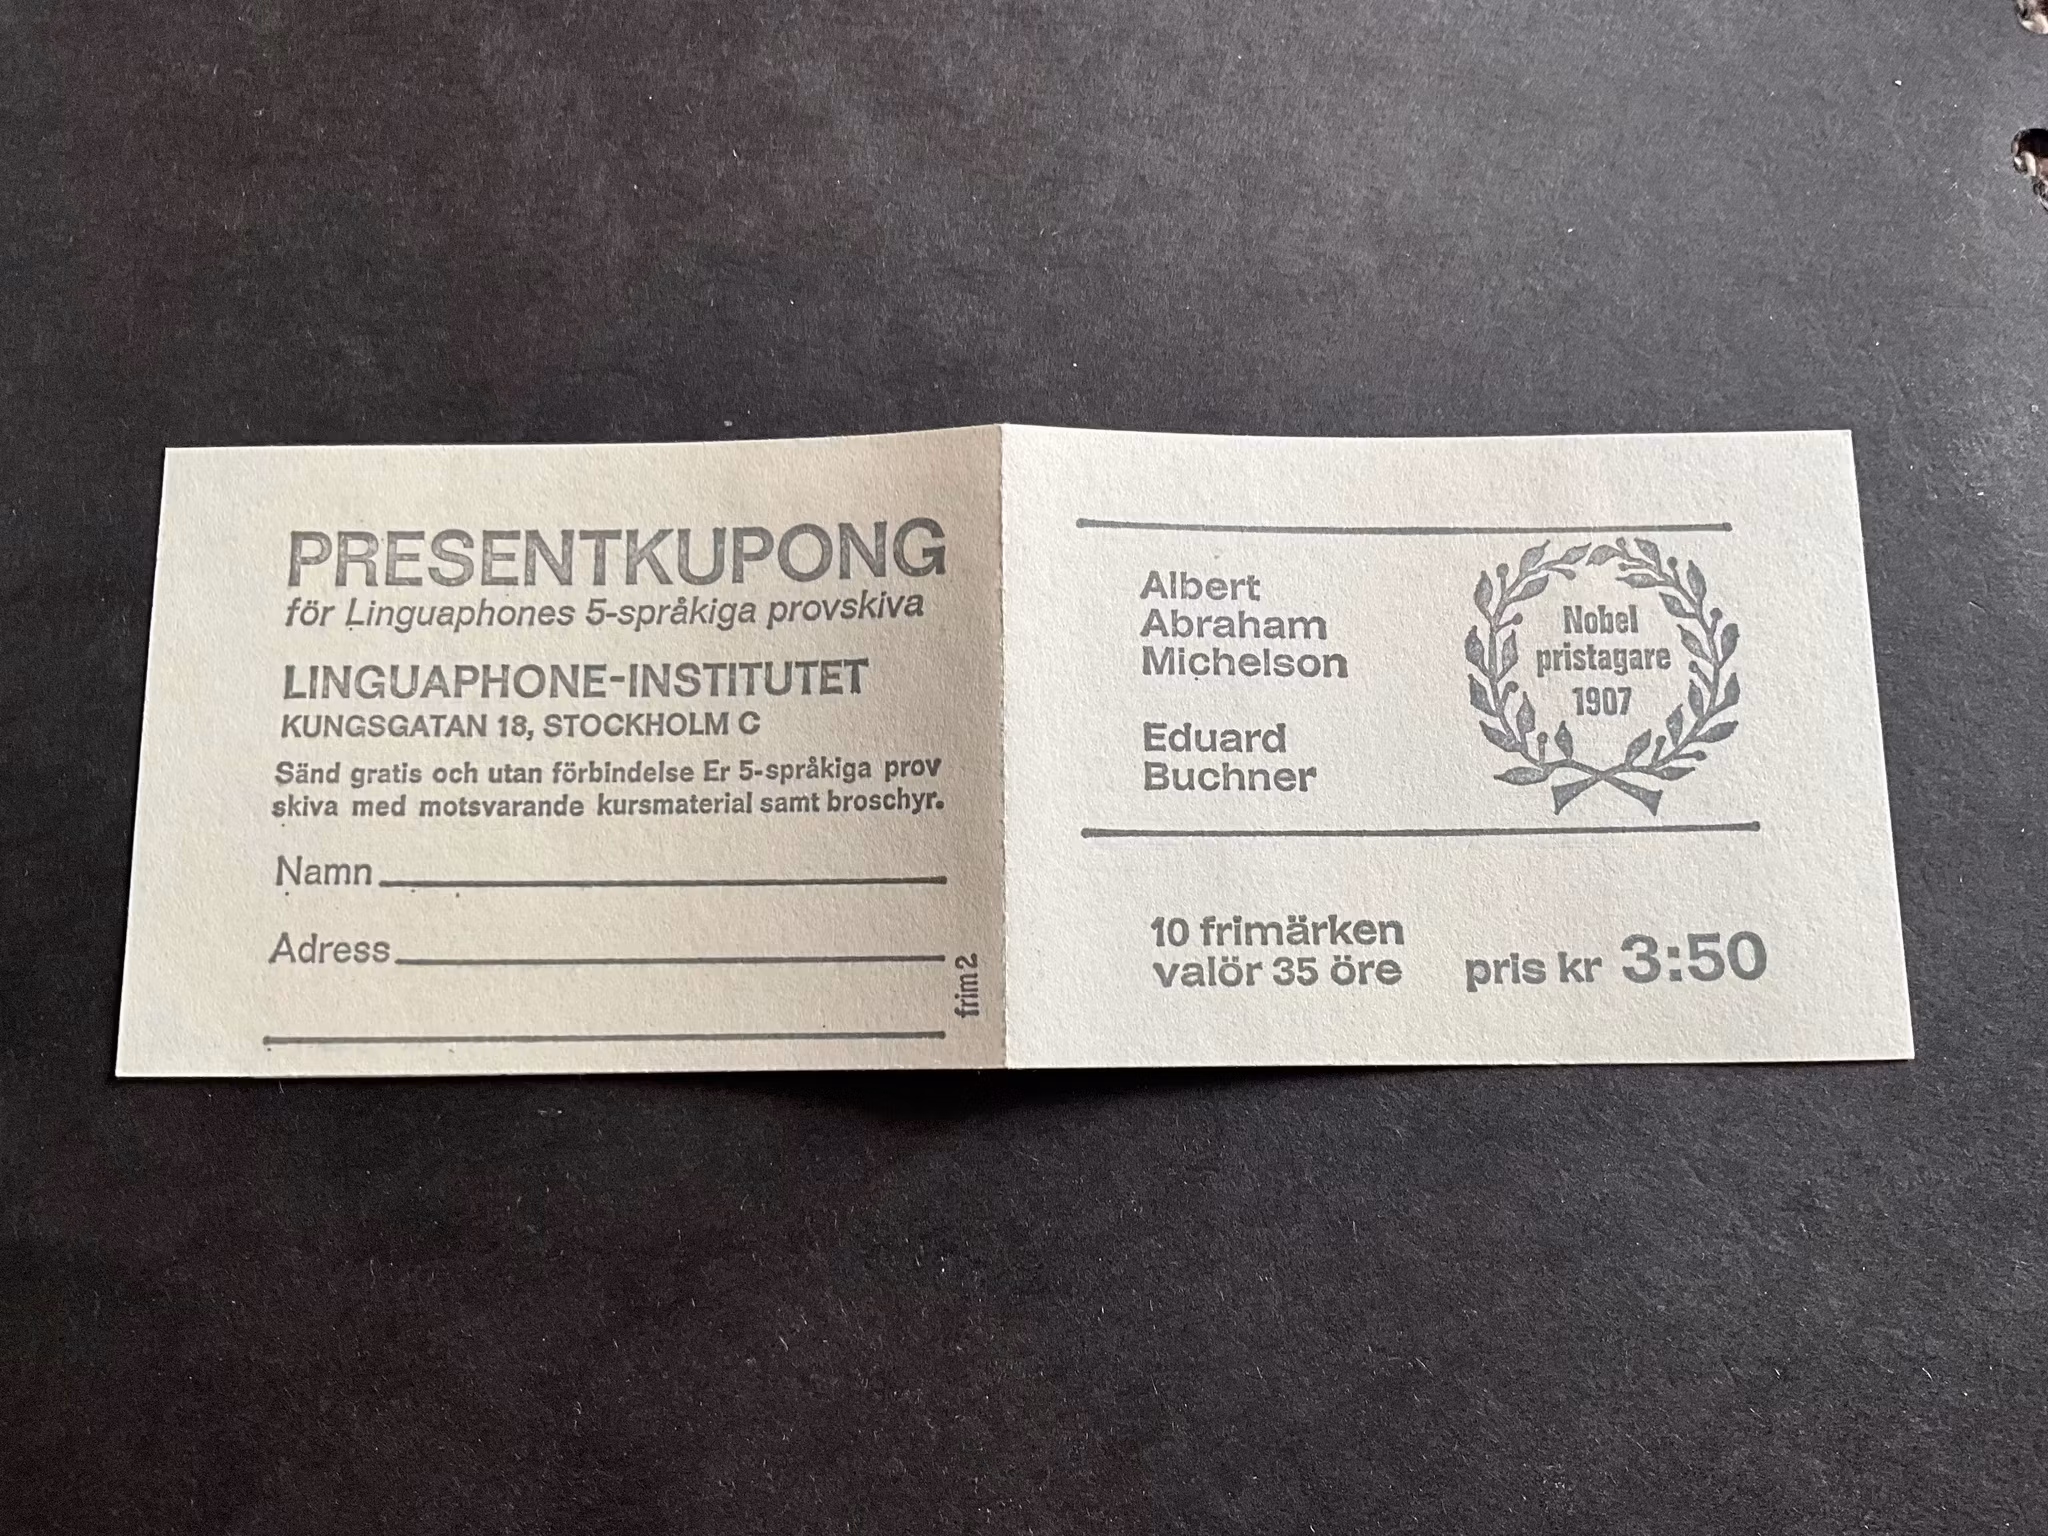 PRESENTKUPONG
för Linguaphones 5-språkiga provskiva
LINGUAPHONE-INSTITUTET
KUNGSGATAN 18, STOCKHOLM C
Sänd gratis och utan förbindelse Er 5-språkiga prov
skiva med motsvarande kursmaterial samt broschyr.
Namn
Adress
frim2
Albert
Abraham
Michelson
Eduard
Buchner
Nobel
pristagare
1907
10 frimärken
valör 35 öre
pris kr 3:50